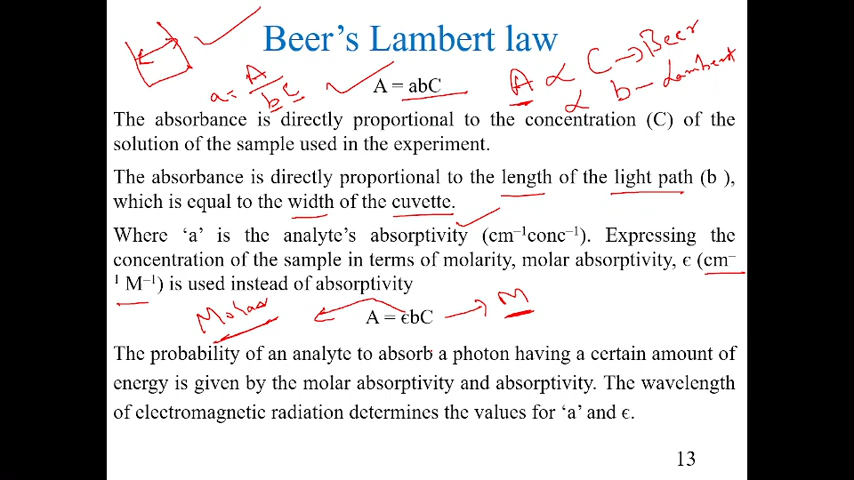 Beer's Lambert law
A ∝ C → Beer
∝ b - Lambert
a = A / b C
A = abC
The absorbance is directly proportional to the concentration (C) of the
solution of the sample used in the experiment.
The absorbance is directly proportional to the length of the light path (b ),
which is equal to the width of the cuvette.
Where ‘a’ is the analyte’s absorptivity (cm⁻¹conc⁻¹). Expressing the
concentration of the sample in terms of molarity, molar absorptivity, ϵ (cm⁻
¹ M⁻¹) is used instead of absorptivity
Molar
A = ϵbC
M
The probability of an analyte to absorb a photon having a certain amount of
energy is given by the molar absorptivity and absorptivity. The wavelength
of electromagnetic radiation determines the values for ‘a’ and ϵ.
13